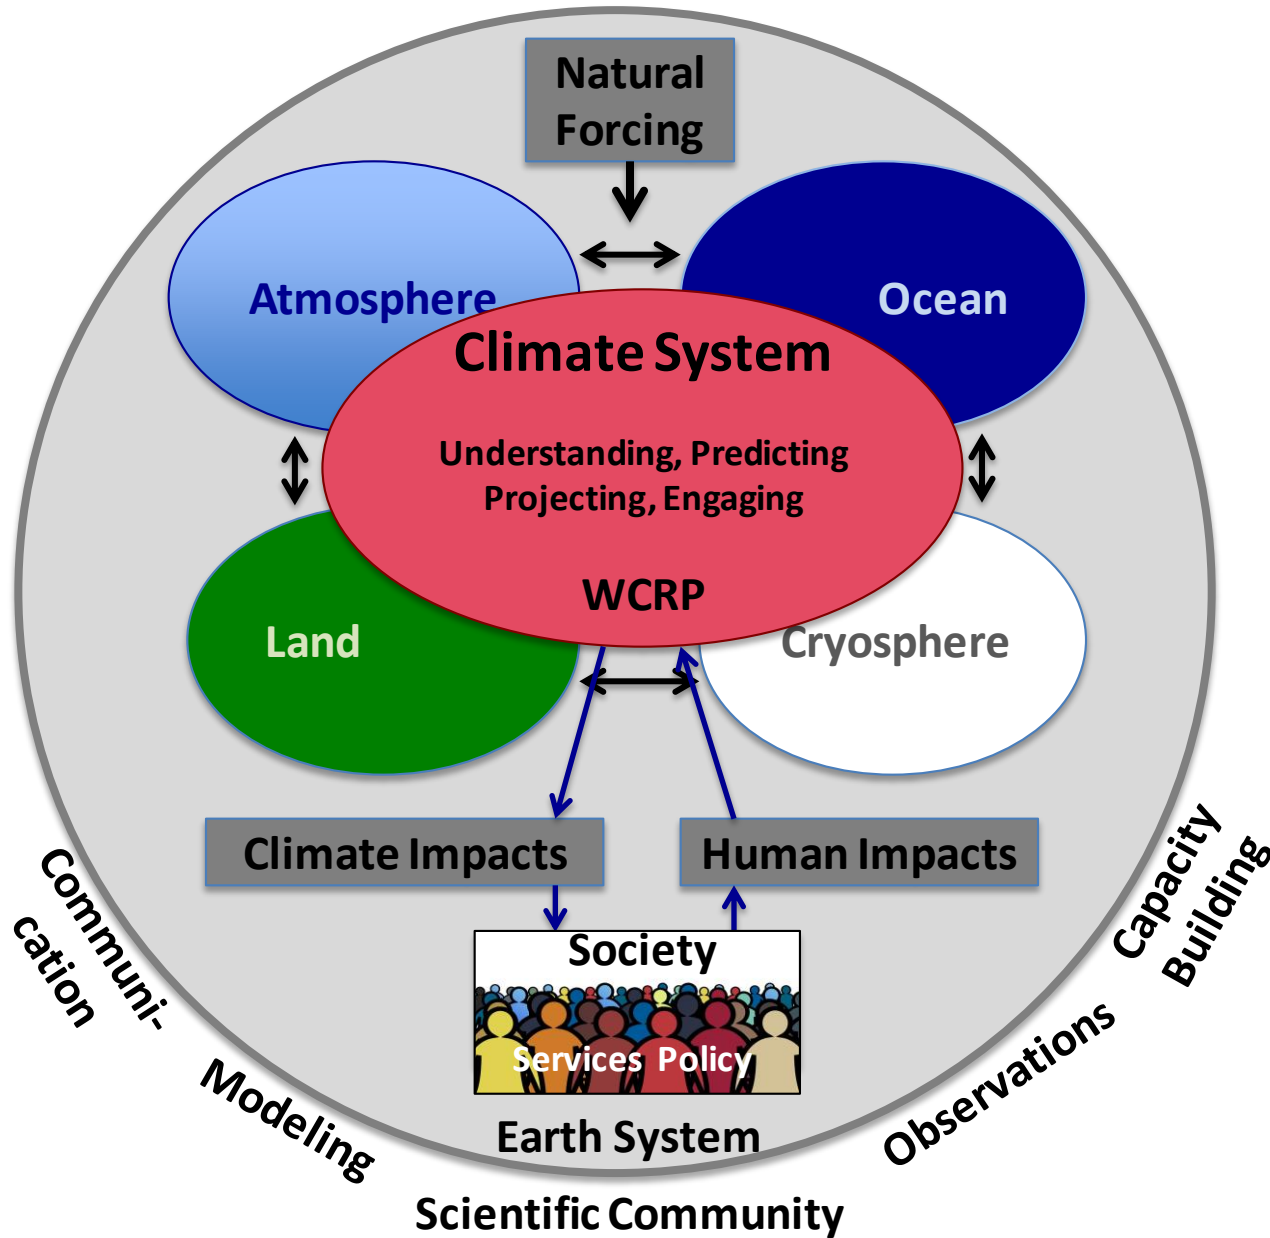 Natural
Forcing
Atmosphere
Ocean
Climate System
Understanding, Predicting
Projecting, Engaging
WCRP
Land
Cryosphere
Climate Impacts
Human Impacts
Society
Services Policy
Earth System
Communi-
cation
Modeling
Scientific Community
Observations
Capacity
Building